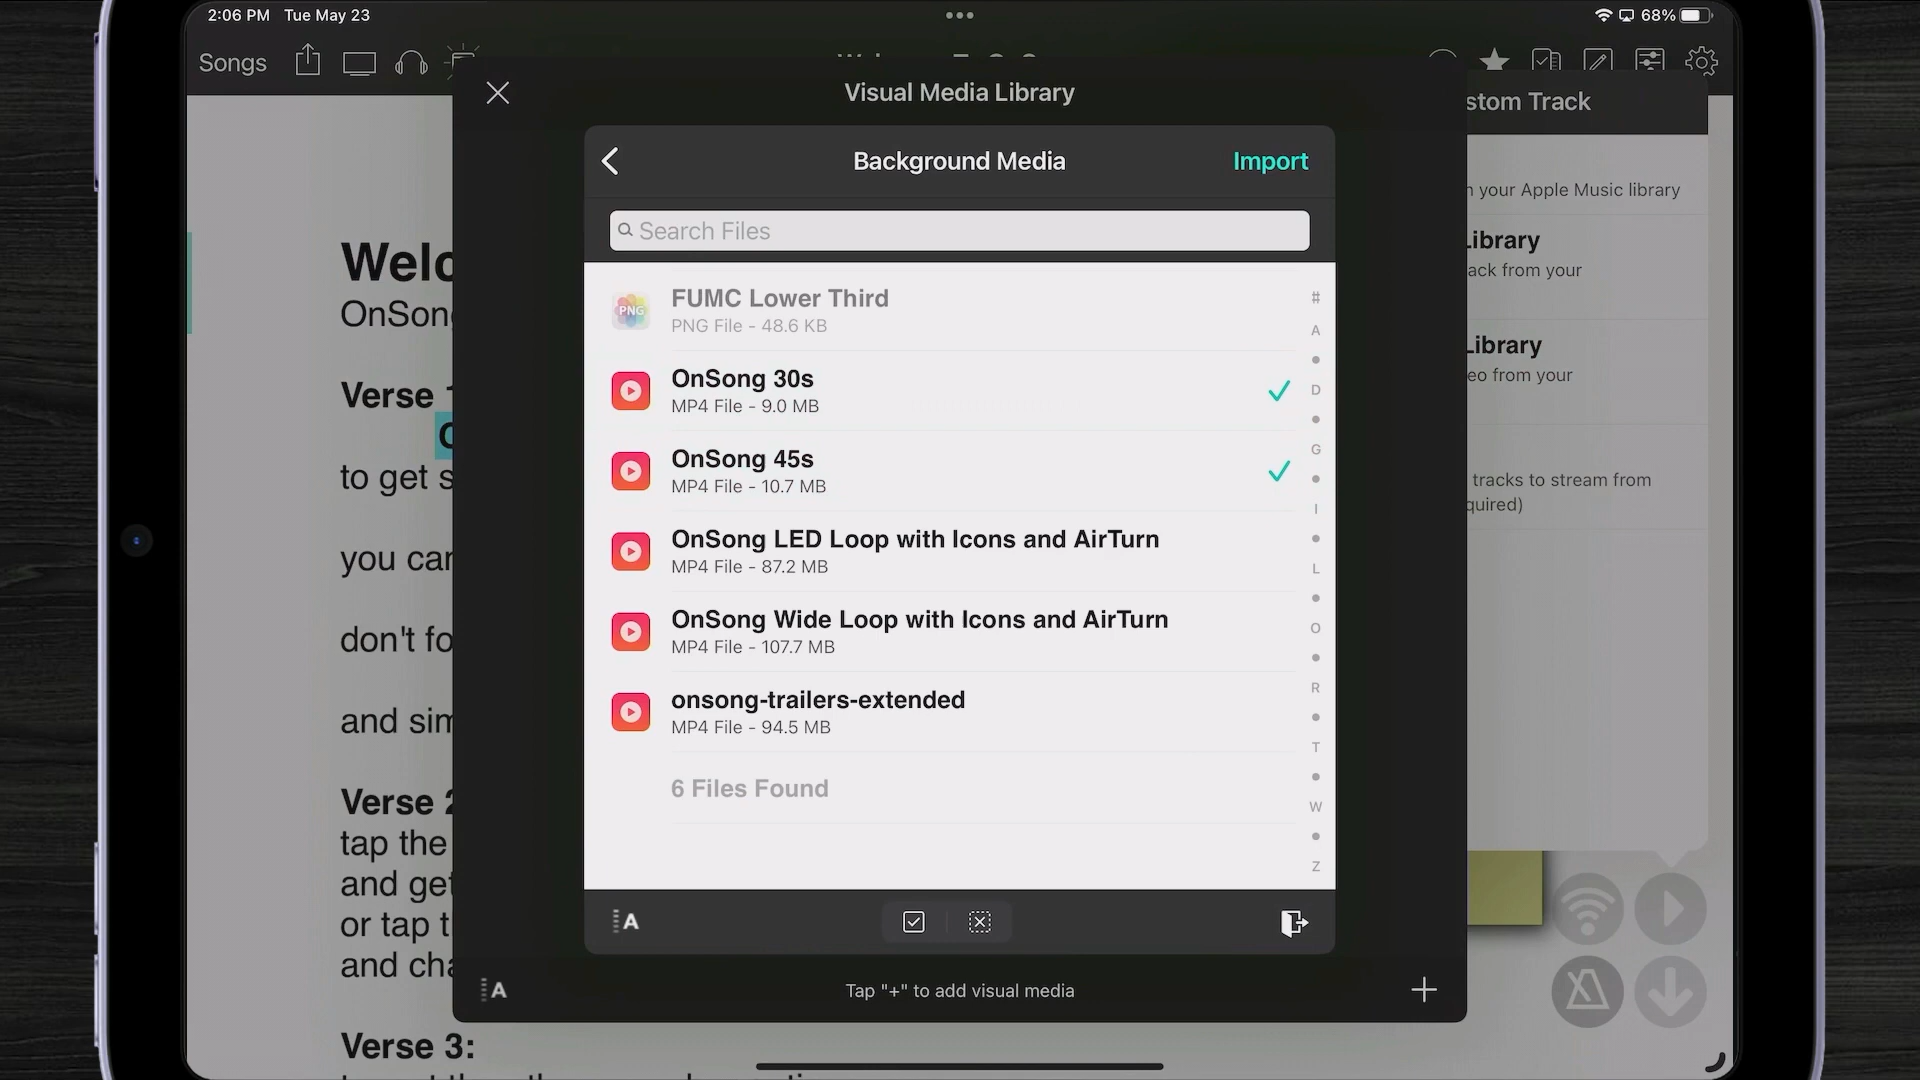 2:06 PM Tue May 23
68%
Songs
Visual Media Library
stom Track
Background Media
Import
Search Files
your Apple Music library
Library
ack from your
Library
eo from your
tracks to stream from
quired)
FUMC Lower Third
PNG
PNG File - 48.6 KB
OnSong 30s
MP4 File - 9.0 MB
OnSong 45s
MP4 File - 10.7 MB
OnSong LED Loop with Icons and AirTurn
MP4 File - 87.2 MB
OnSong Wide Loop with Icons and AirTurn
MP4 File - 107.7 MB
onsong-trailers-extended
MP4 File - 94.5 MB
6 Files Found
#
A
D
G
I
L
O
R
T
W
Z
A
A
Tap "+" to add visual media
Welc
OnSong
Verse 1
to get s
you car
don't fo
and sim
Verse 2
tap the
and get
or tap t
and cha
Verse 3: